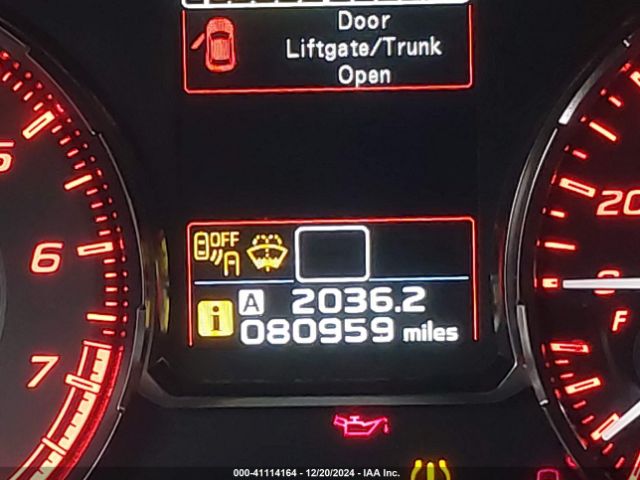 Door
Liftgate/Trunk
Open
5
6
7
20
F
OFF
A 2036.2
i 080959 miles
000-41114164 - 12/20/2024 - IAA Inc.